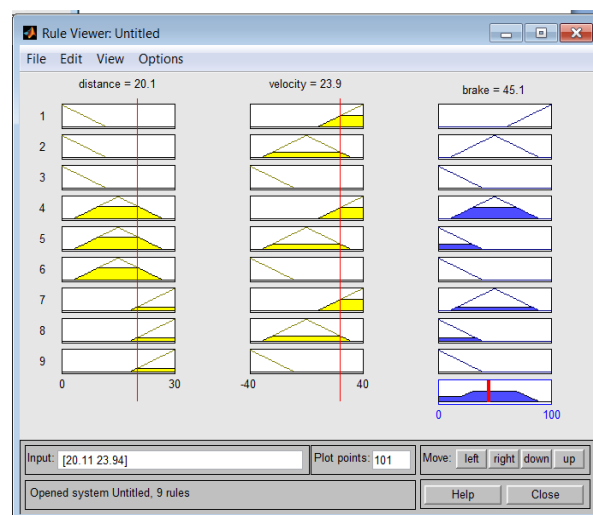 Rule Viewer: Untitled
File Edit View Options
distance = 20.1 velocity = 23.9 brake = 45.1
1
2
3
4
5
6
7
8
9
0 30 -40 40
0 100
Input: [20.11 23.94] Plot points: 101 Move: left right down up
Opened system Untitled, 9 rules Help Close